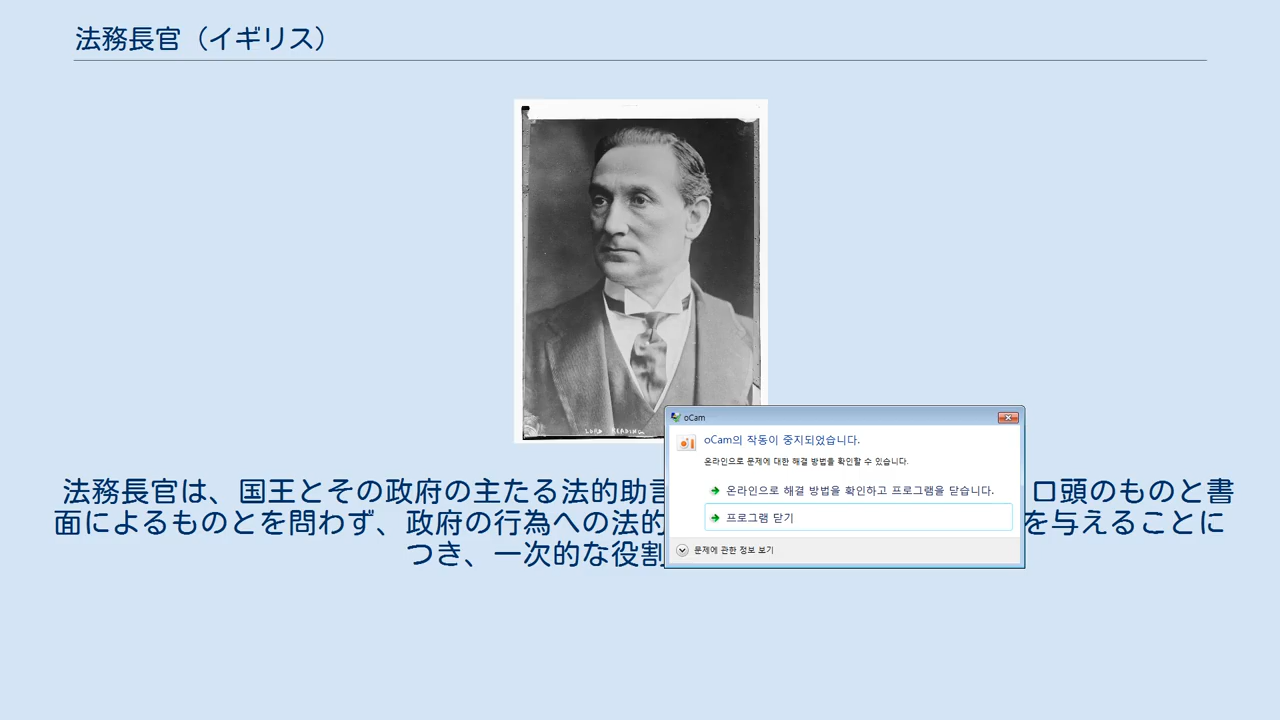 法務長官（イギリス）
LORD READING
法務長官は、国王とその政府の主たる法的助言
口頭のものと書
面によるものとを問わず、政府の行為への法的
を与えることに
つき、一次的な役割
oCam
oCam의 작동이 중지되었습니다.
온라인으로 문제에 대한 해결 방법을 확인할 수 있습니다.
온라인으로 해결 방법을 확인하고 프로그램을 닫습니다.
프로그램 닫기
문제에 관한 정보 보기